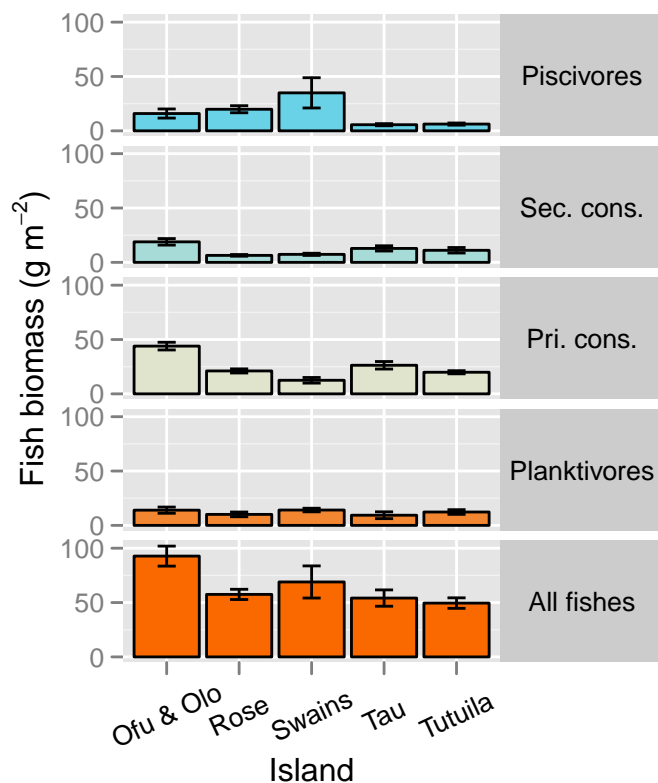 Fish biomass (g m⁻²)
100
50
0
Piscivores
100
50
0
Sec. cons.
100
50
0
Pri. cons.
100
50
0
Planktivores
100
50
0
All fishes
Ofu & Olo
Rose
Swains
Tau
Tutuila
Island